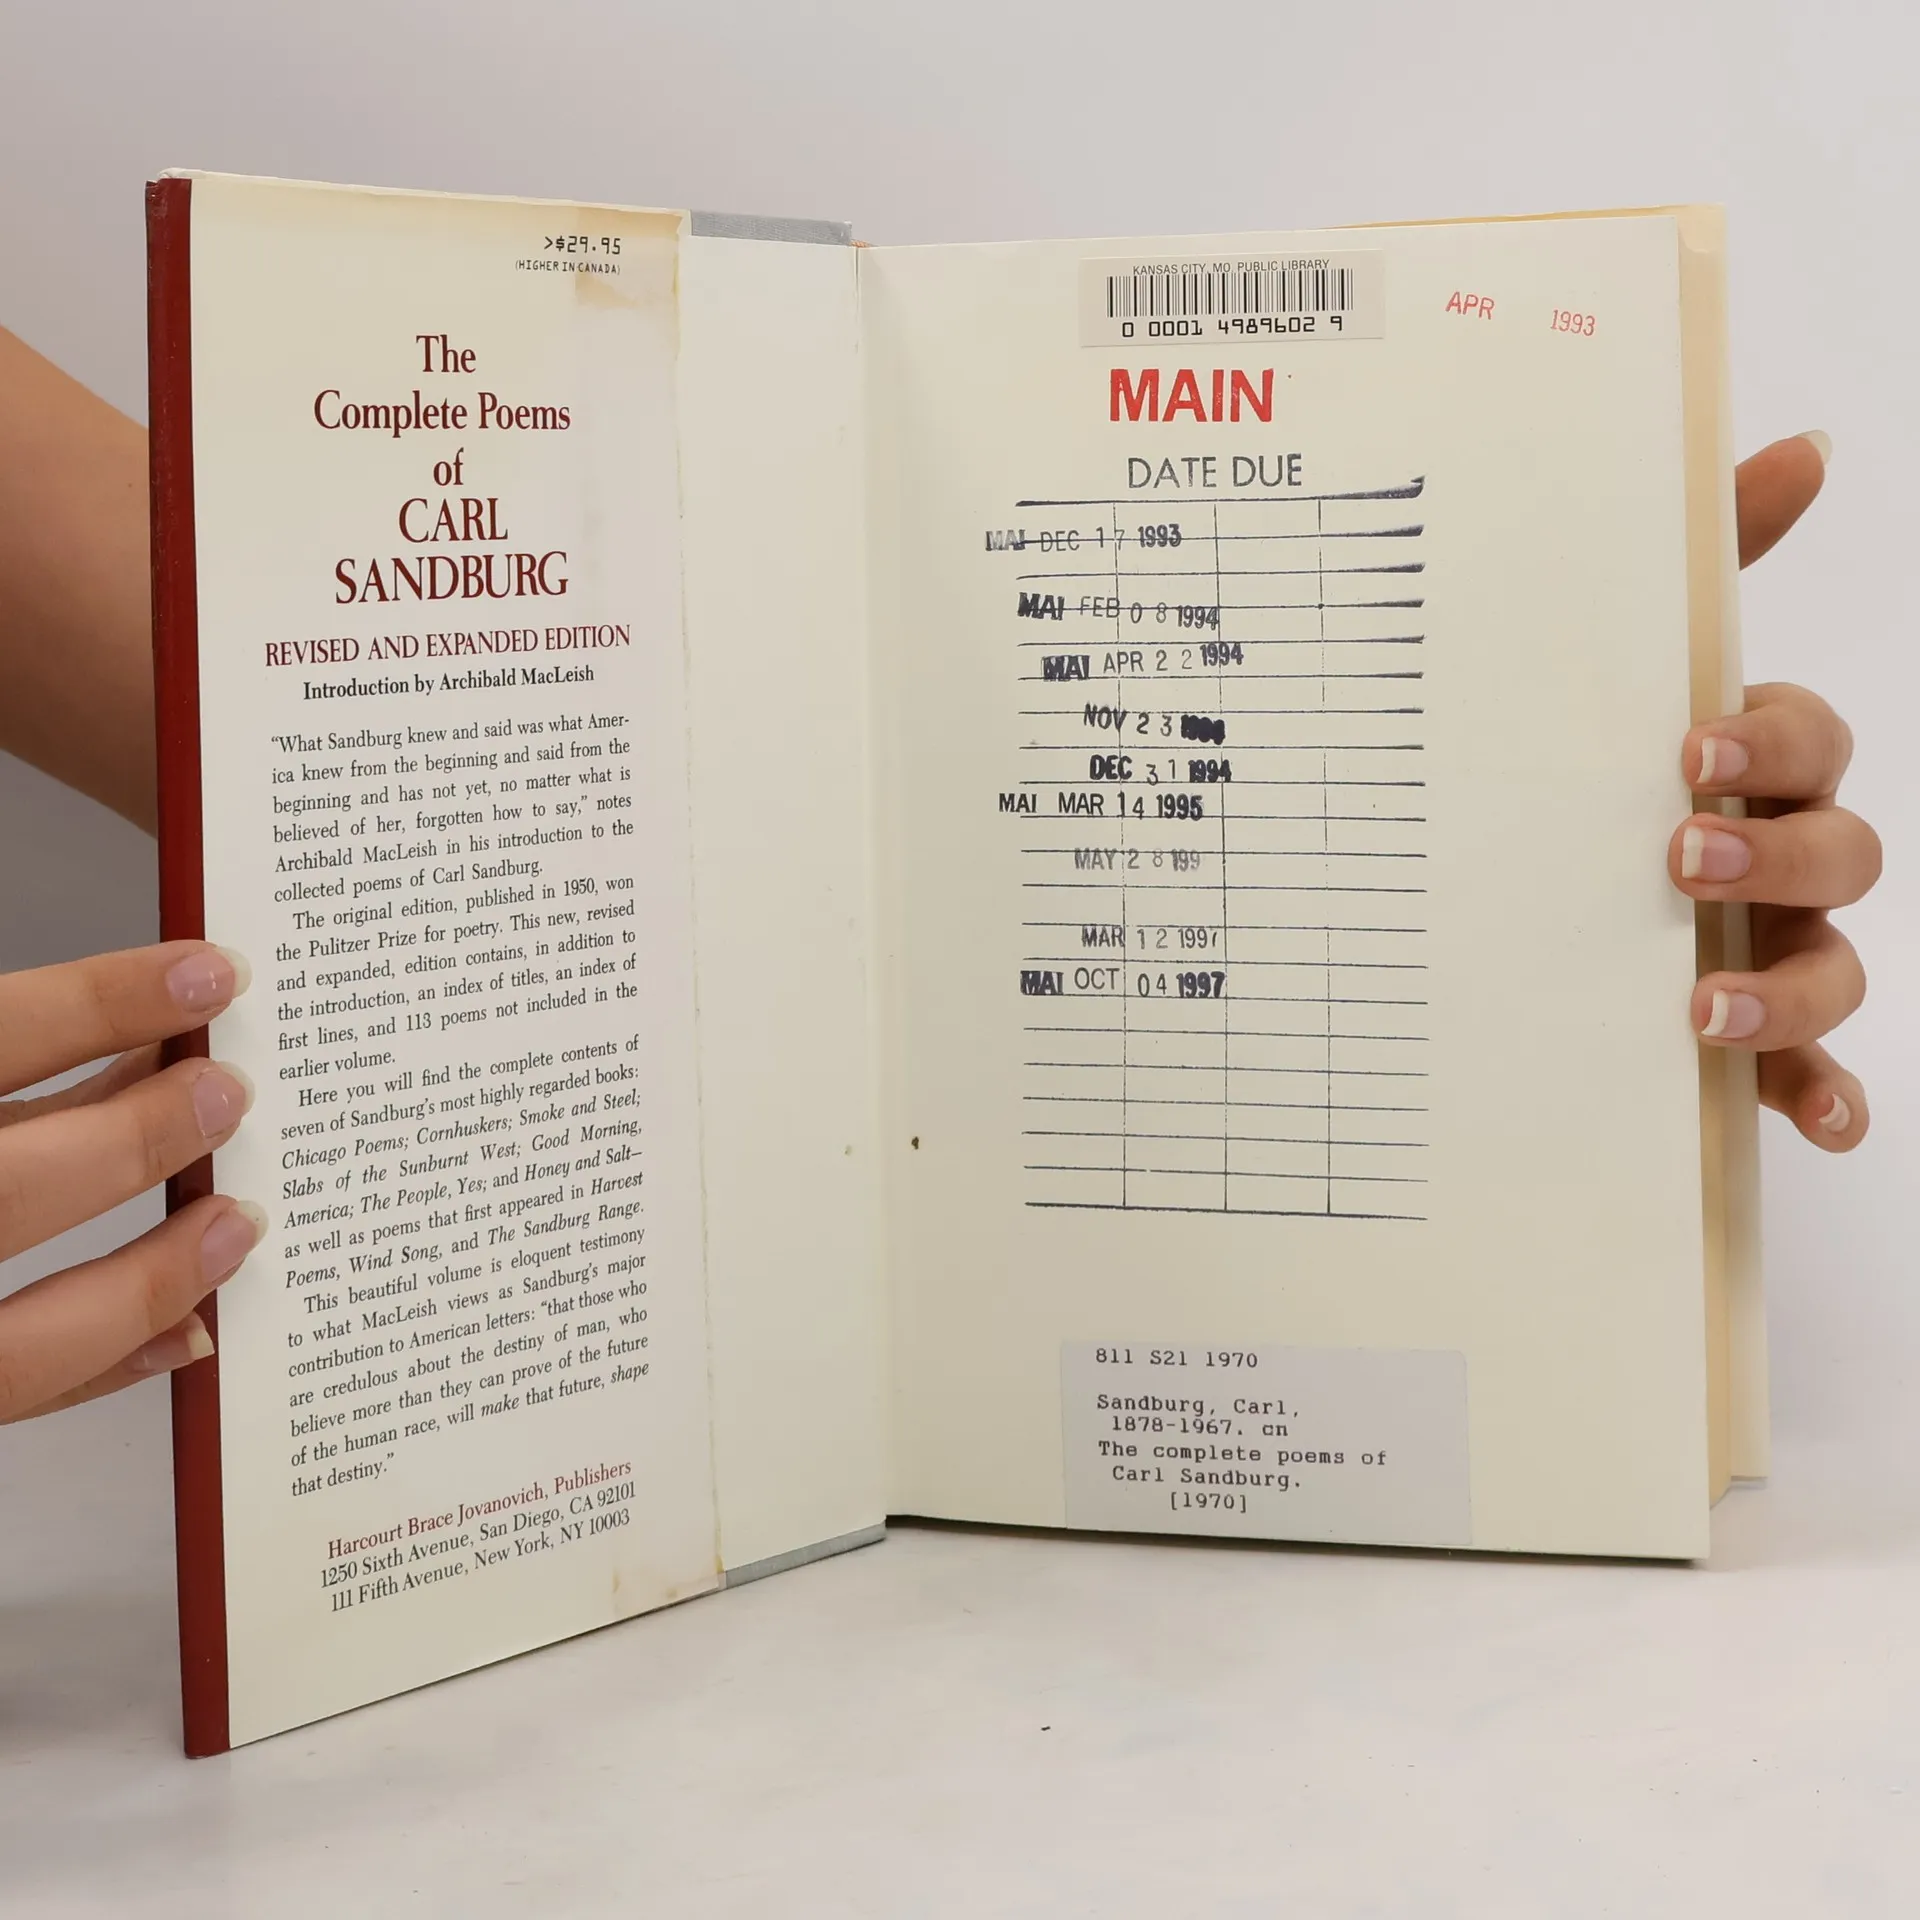 >$29.95
(HIGHER IN CANADA)
The
Complete Poems
of
CARL
SANDBURG
REVISED AND EXPANDED EDITION
Introduction by Archibald MacLeish
“What Sandburg knew and said was what Amer-
ica knew from the beginning and said from the
beginning and has not yet, no matter what is
believed of her, forgotten how to say,” notes
Archibald MacLeish in his introduction to the
collected poems of Carl Sandburg.
The original edition, published in 1950, won
the Pulitzer Prize for poetry. This new, revised
and expanded, edition contains, in addition to
the introduction, an index of titles, an index of
first lines, and 113 poems not included in the
earlier volume.
Here you will find the complete contents of
seven of Sandburg’s most highly regarded books:
Chicago Poems; Cornhuskers; Smoke and Steel;
Slabs of the Sunburnt West; Good Morning,
America; The People, Yes; and Honey and Salt—
as well as poems that first appeared in Harvest
Poems, Wind Song, and The Sandburg Range.
This beautiful volume is eloquent testimony
to what MacLeish views as Sandburg’s major
contribution to American letters: “that those who
are credulous about the destiny of man, who
believe more than they can prove of the future
of the human race, will make that future, shape
that destiny.”
Harcourt Brace Jovanovich, Publishers
1250 Sixth Avenue, San Diego, CA 92101
111 Fifth Avenue, New York, NY 10003
KANSAS CITY, MO. PUBLIC LIBRARY
0 0001 4989602 9
APR 1993
MAIN
DATE DUE
MAI DEC 17 1993
MAI FEB 08 1994
MAI APR 22 1994
NOV 23
DEC 31 1994
MAI MAR 14 1995
MAY 28 199
MAR 12 1997
MAI OCT 04 1997
811 S21 1970
Sandburg, Carl,
1878-1967. cn
The complete poems of
Carl Sandburg.
[1970]